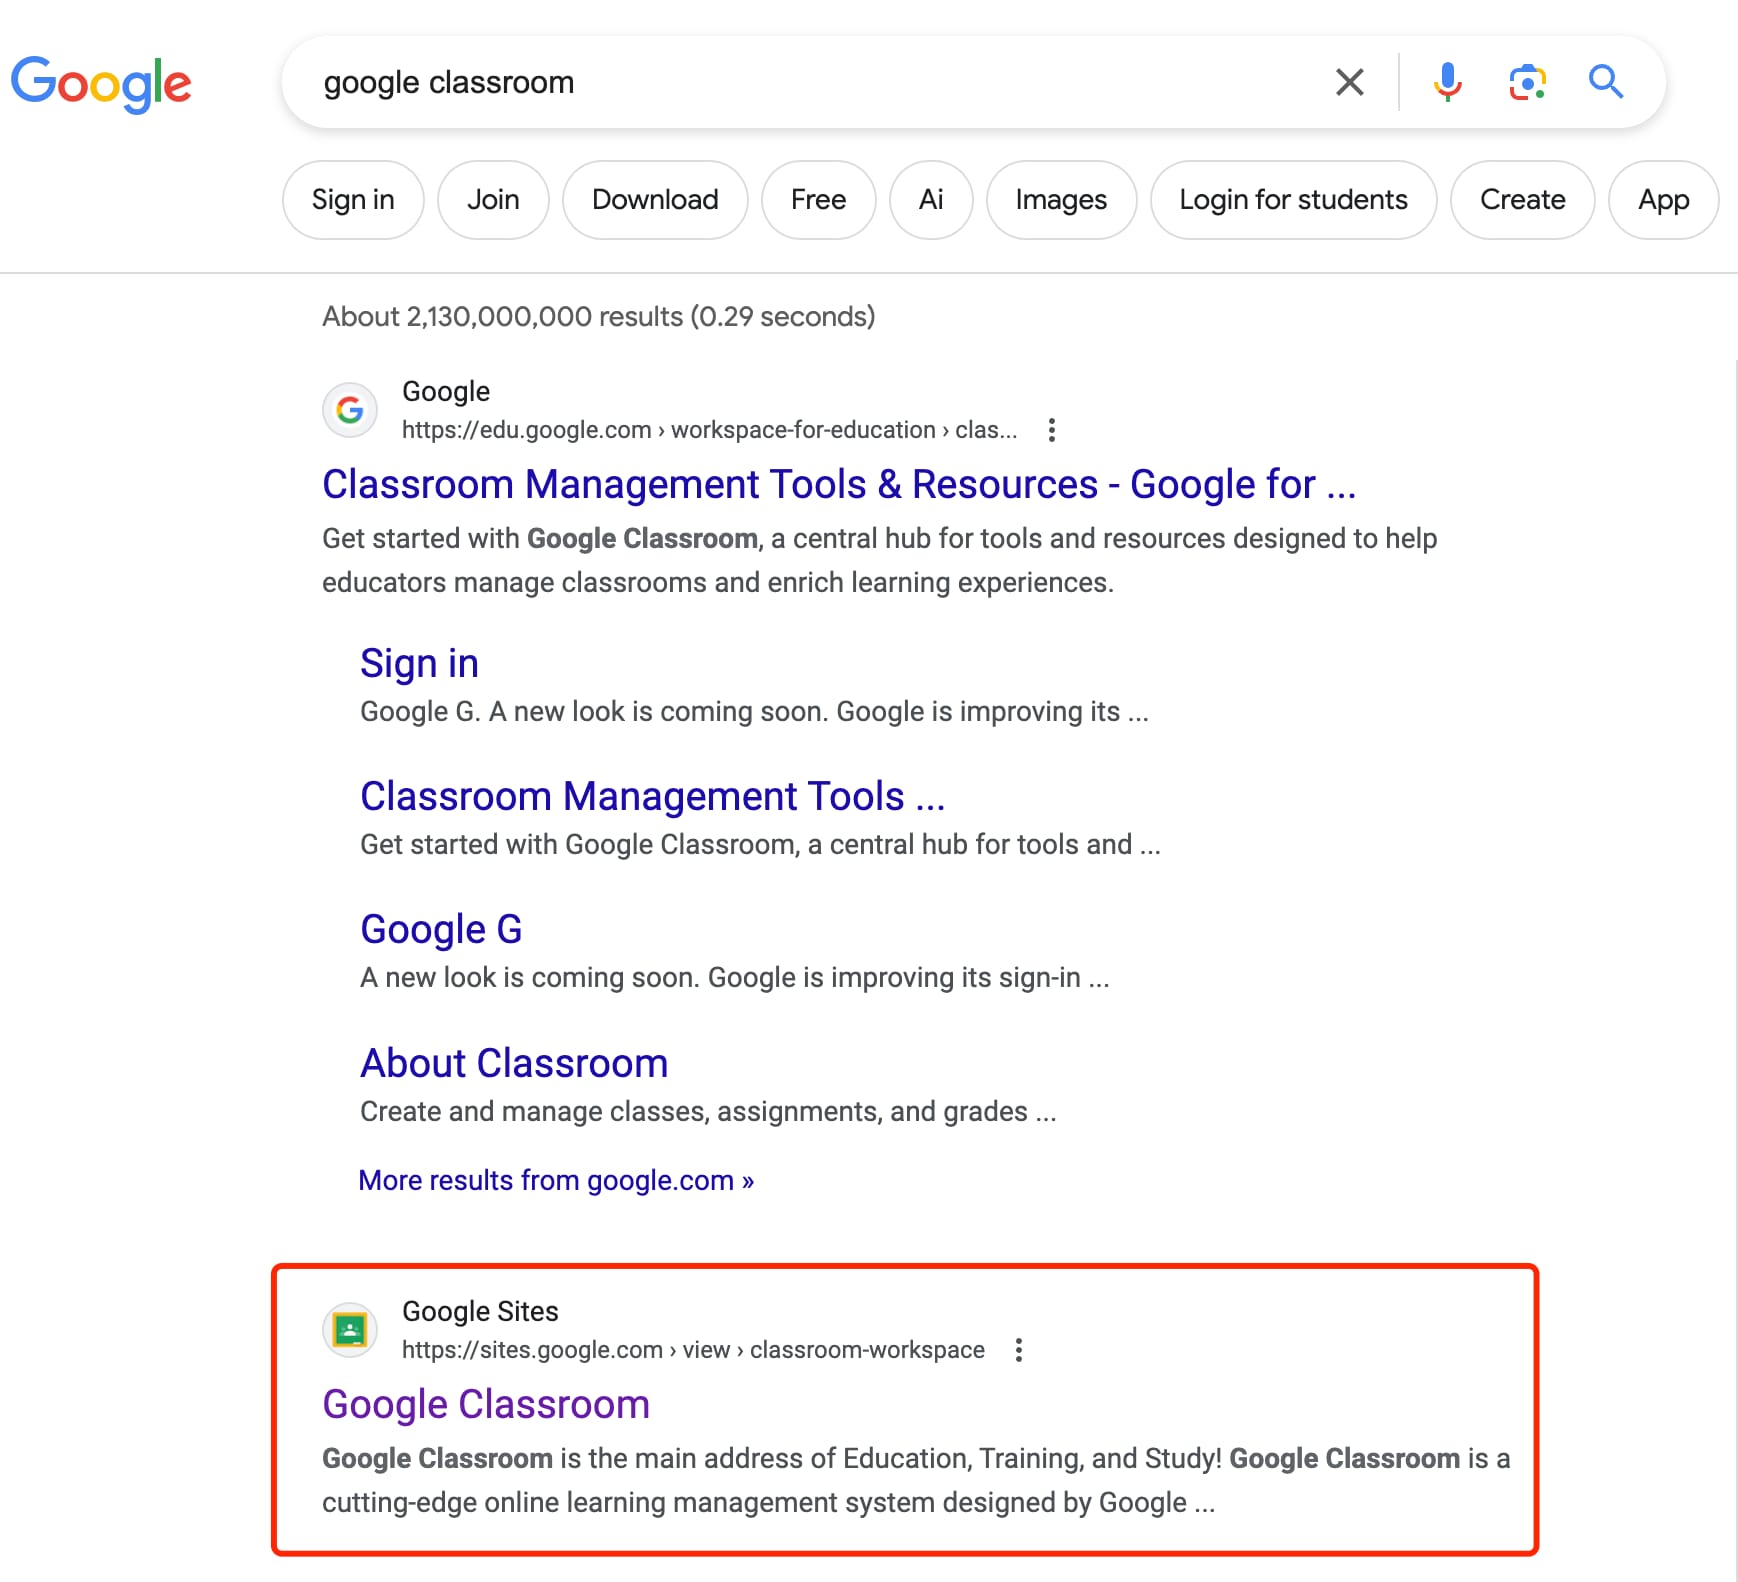 Google
google classroom
Sign in
Join
Download
Free
Ai
Images
Login for students
Create
App
About 2,130,000,000 results (0.29 seconds)
Google
https://edu.google.com › workspace-for-education › clas...
Classroom Management Tools & Resources - Google for ...
Get started with Google Classroom, a central hub for tools and resources designed to help
educators manage classrooms and enrich learning experiences.
Sign in
Google G. A new look is coming soon. Google is improving its ...
Classroom Management Tools ...
Get started with Google Classroom, a central hub for tools and ...
Google G
A new look is coming soon. Google is improving its sign-in ...
About Classroom
Create and manage classes, assignments, and grades ...
More results from google.com »
Google Sites
https://sites.google.com › view › classroom-workspace
Google Classroom
Google Classroom is the main address of Education, Training, and Study! Google Classroom is a
cutting-edge online learning management system designed by Google ...